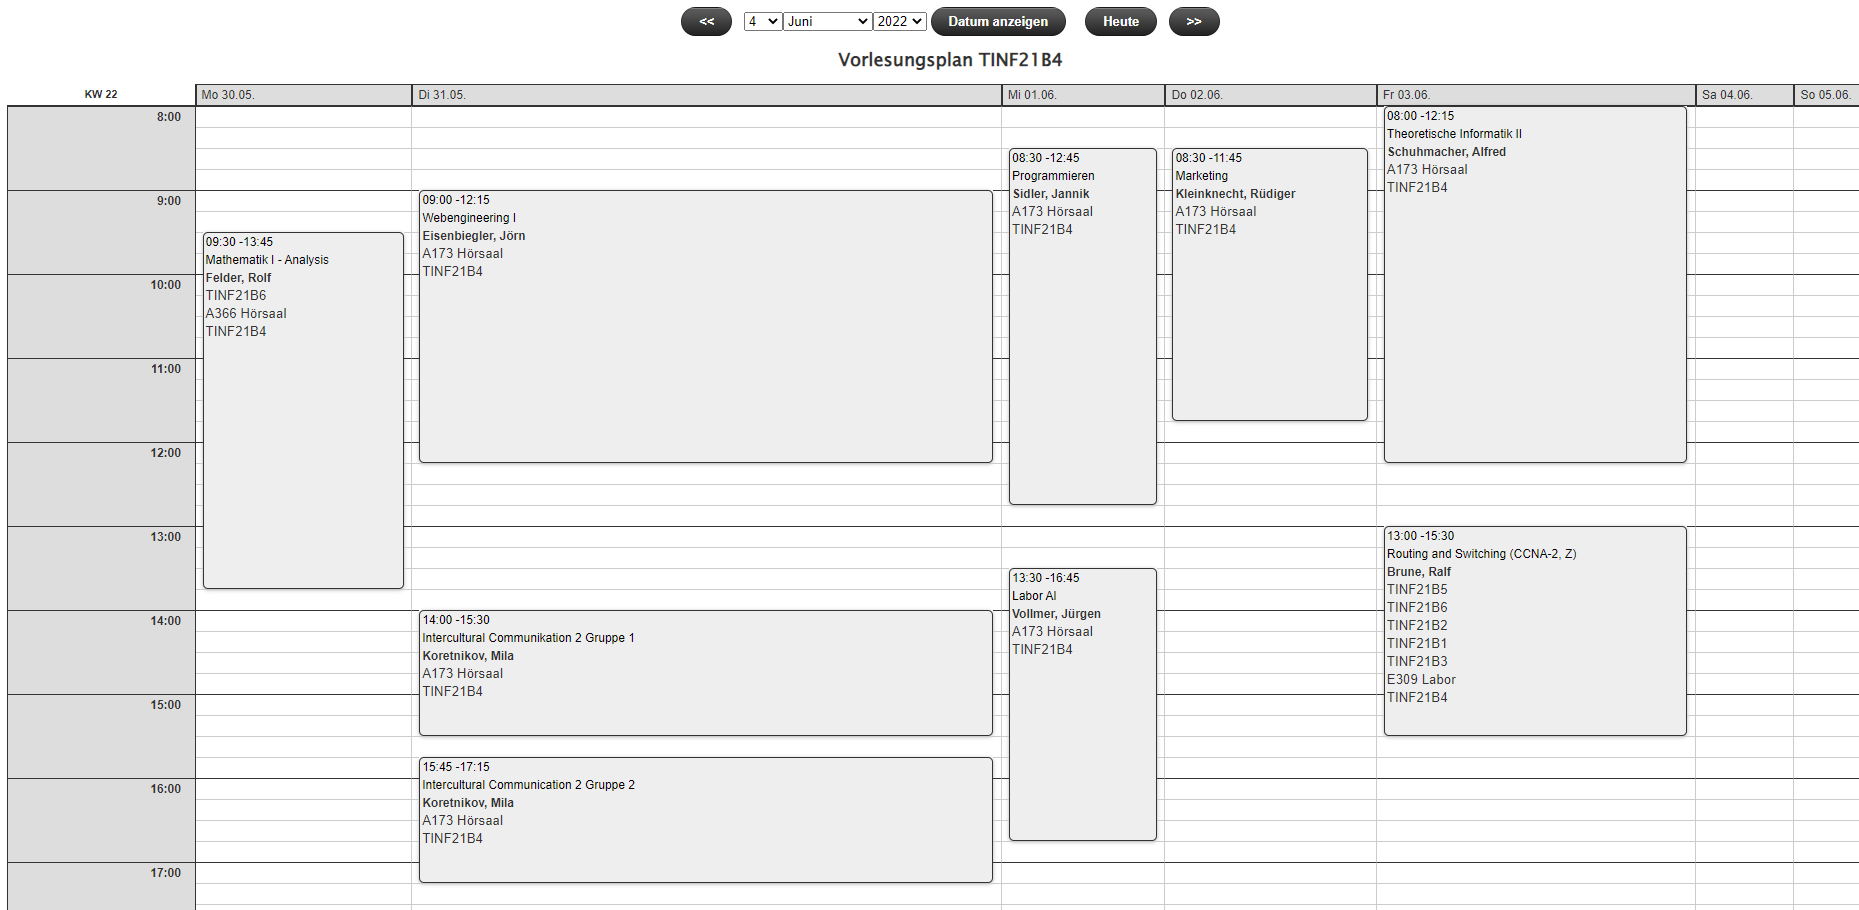 << 4 Juni 2022 Datum anzeigen Heute >>
Vorlesungsplan TINF21B4
KW 22 Mo 30.05. Di 31.05. Mi 01.06. Do 02.06. Fr 03.06. Sa 04.06. So 05.06.
8:00
9:00
10:00
11:00
12:00
13:00
14:00
15:00
16:00
17:00
09:30 -13:45
Mathematik I - Analysis
Felder, Rolf
TINF21B6
A366 Hörsaal
TINF21B4
09:00 -12:15
Webengineering I
Eisenbiegler, Jörn
A173 Hörsaal
TINF21B4
14:00 -15:30
Intercultural Communikation 2 Gruppe 1
Koretnikov, Mila
A173 Hörsaal
TINF21B4
15:45 -17:15
Intercultural Communication 2 Gruppe 2
Koretnikov, Mila
A173 Hörsaal
TINF21B4
08:30 -12:45
Programmieren
Sidler, Jannik
A173 Hörsaal
TINF21B4
13:30 -16:45
Labor AI
Vollmer, Jürgen
A173 Hörsaal
TINF21B4
08:30 -11:45
Marketing
Kleinknecht, Rüdiger
A173 Hörsaal
TINF21B4
08:00 -12:15
Theoretische Informatik II
Schuhmacher, Alfred
A173 Hörsaal
TINF21B4
13:00 -15:30
Routing and Switching (CCNA-2, Z)
Brune, Ralf
TINF21B5
TINF21B6
TINF21B2
TINF21B1
TINF21B3
E309 Labor
TINF21B4